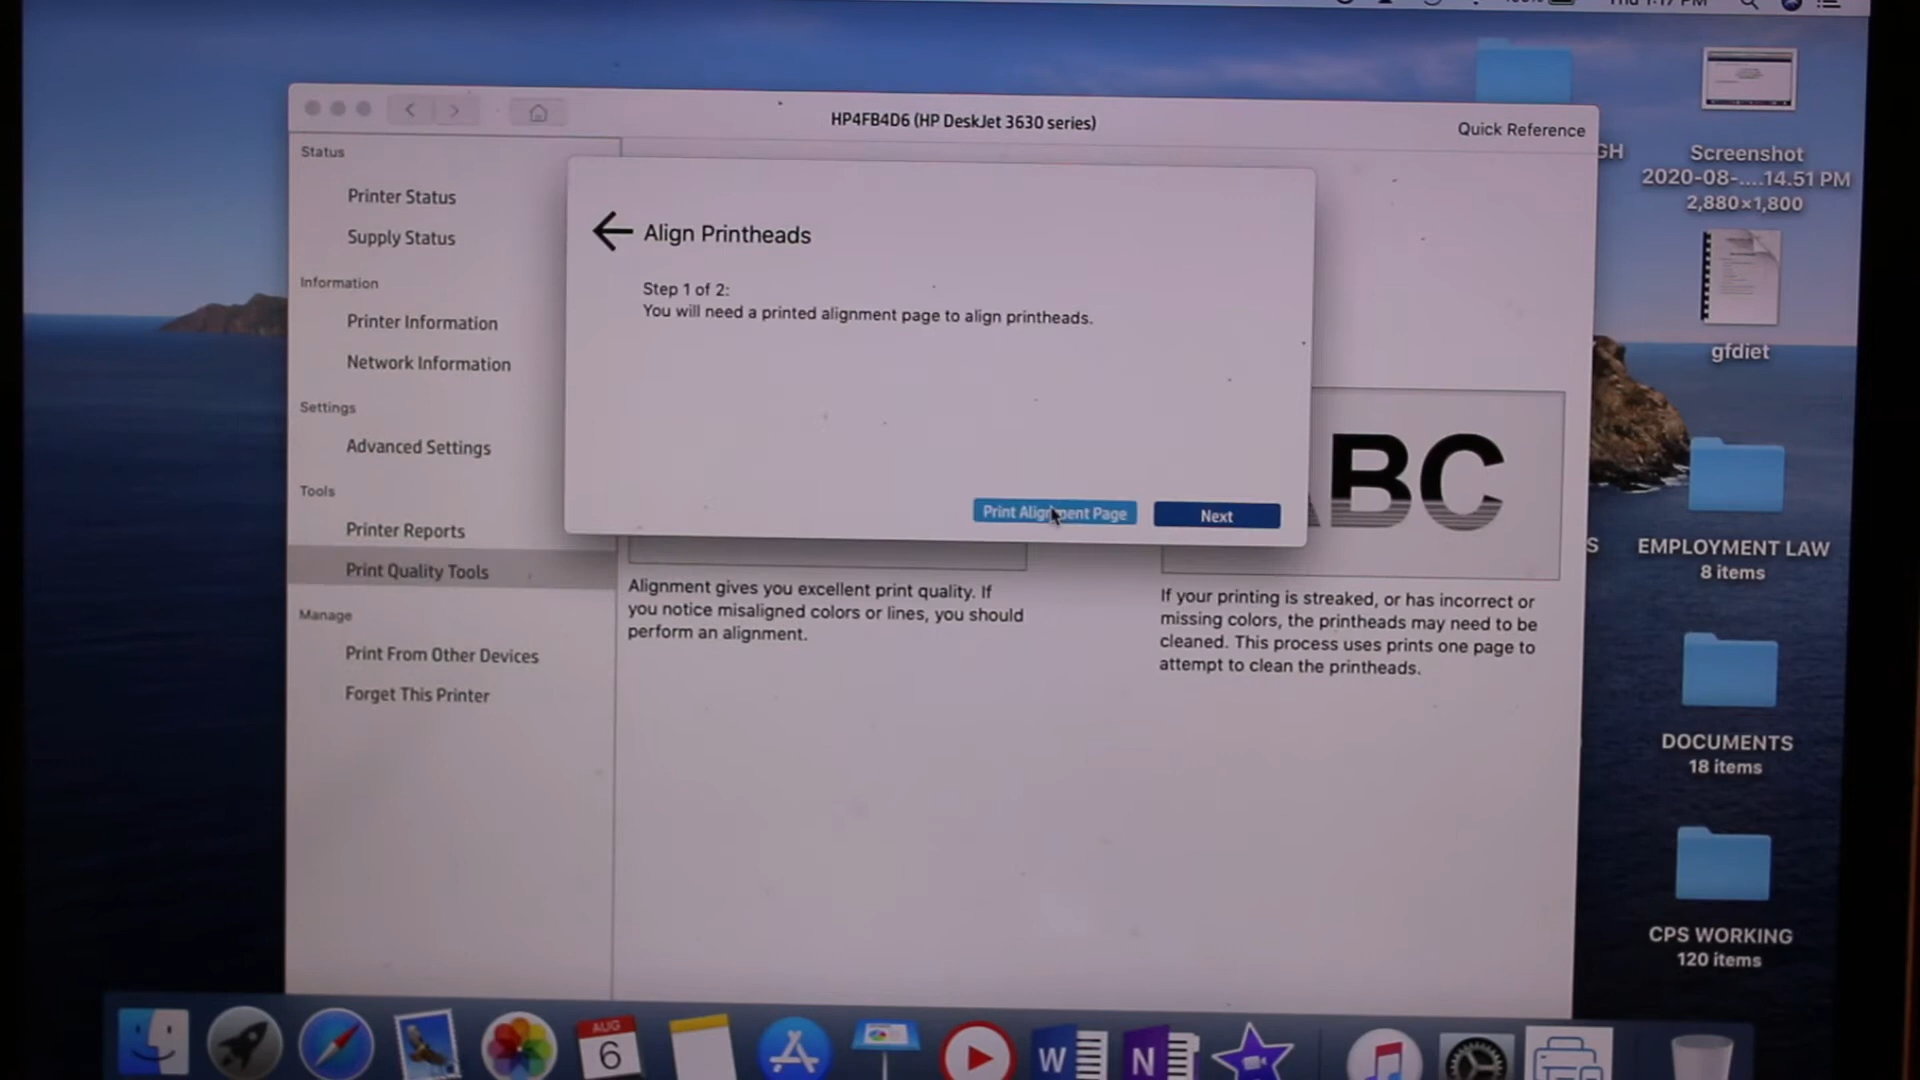 HP4FB4D6 (HP DeskJet 3630 series)
Quick Reference
Status
Printer Status
Supply Status
Information
Printer Information
Network Information
Settings
Advanced Settings
Tools
Printer Reports
Print Quality Tools
Manage
Print From Other Devices
Forget This Printer
Align Printheads
Step 1 of 2:
You will need a printed alignment page to align printheads.
Print Alignment Page
Next
ABC
Alignment gives you excellent print quality. If
you notice misaligned colors or lines, you should
perform an alignment.
If your printing is streaked, or has incorrect or
missing colors, the printheads may need to be
cleaned. This process uses prints one page to
attempt to clean the printheads.
GH
Screenshot
2020-08-....14.51 PM
2,880×1,800
gfdiet
S
EMPLOYMENT LAW
8 items
DOCUMENTS
18 items
CPS WORKING
120 items
AUG
6
W
N